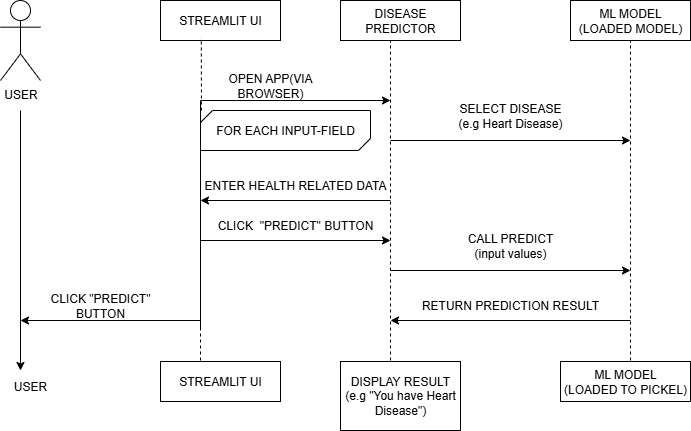 STREAMLIT UI
DISEASE
PREDICTOR
ML MODEL
(LOADED MODEL)
USER
OPEN APP(VIA
BROWSER)
SELECT DISEASE
(e.g Heart Disease)
FOR EACH INPUT-FIELD
ENTER HEALTH RELATED DATA
CLICK "PREDICT" BUTTON
CALL PREDICT
(input values)
CLICK "PREDICT"
BUTTON
RETURN PREDICTION RESULT
USER
STREAMLIT UI
DISPLAY RESULT
(e.g "You have Heart
Disease")
ML MODEL
(LOADED TO PICKEL)